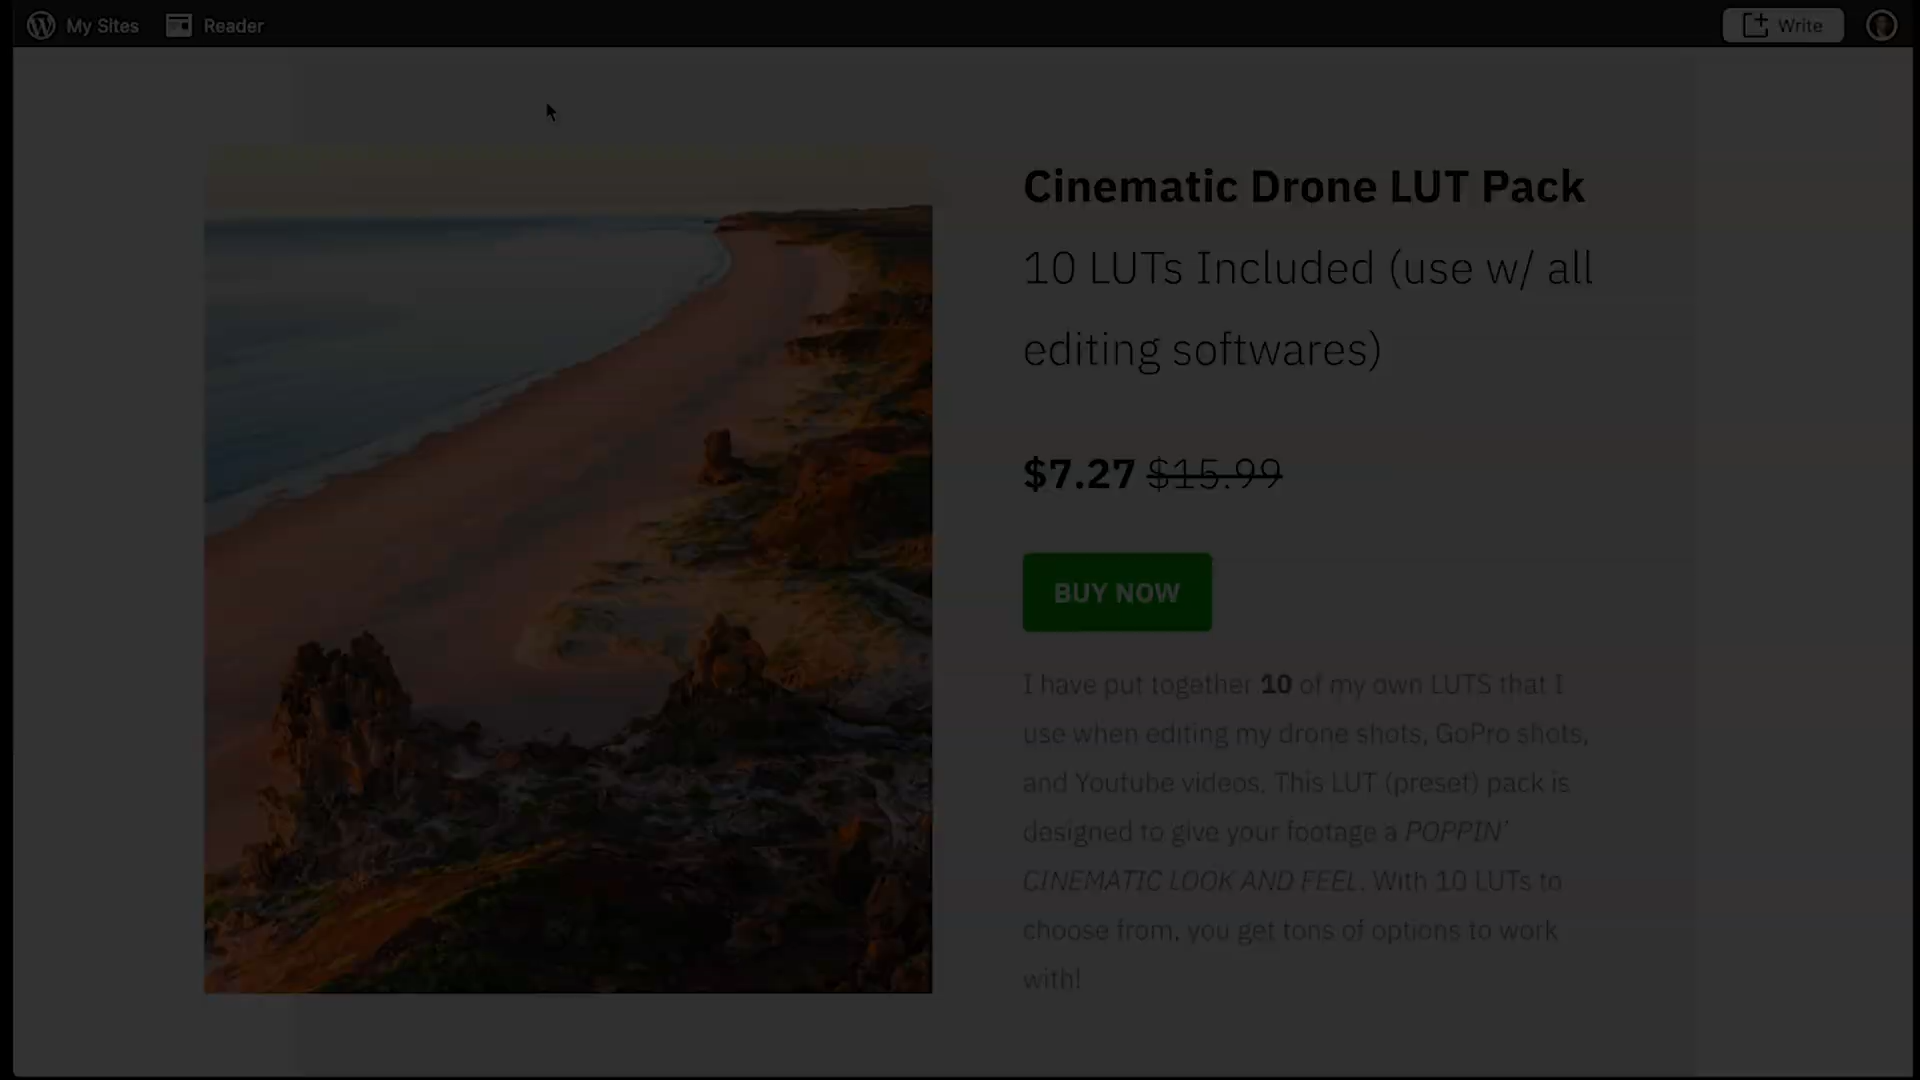 My Sites
Reader
Write
Cinematic Drone LUT Pack
10 LUTs Included (use w/ all
editing softwares)
$7.27 $15.99
BUY NOW
I have put together 10 of my own LUTS that I
use when editing my drone shots, GoPro shots,
and Youtube videos. This LUT (preset) pack is
designed to give your footage a POPPIN'
CINEMATIC LOOK AND FEEL. With 10 LUTs to
choose from, you get tons of options to work
with!